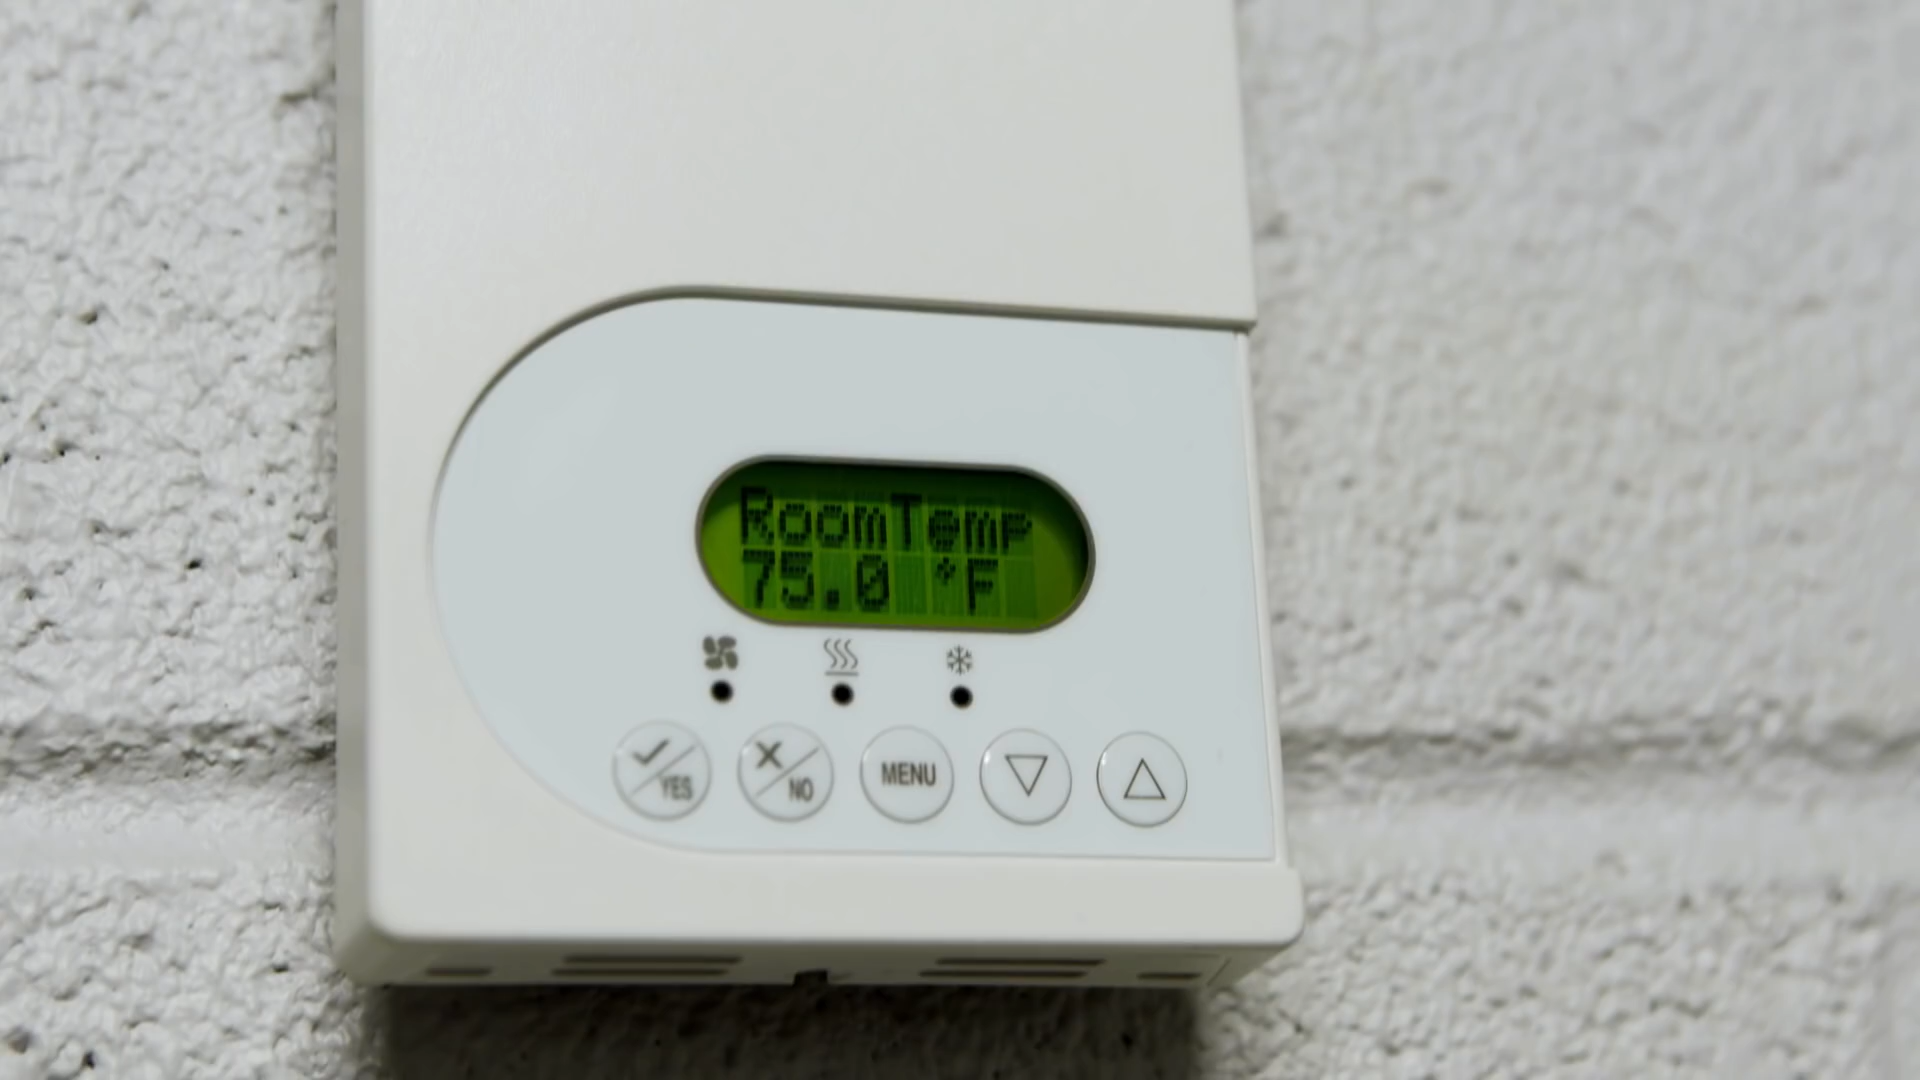 RoomTemp
75.0 °F
YES
NO
MENU